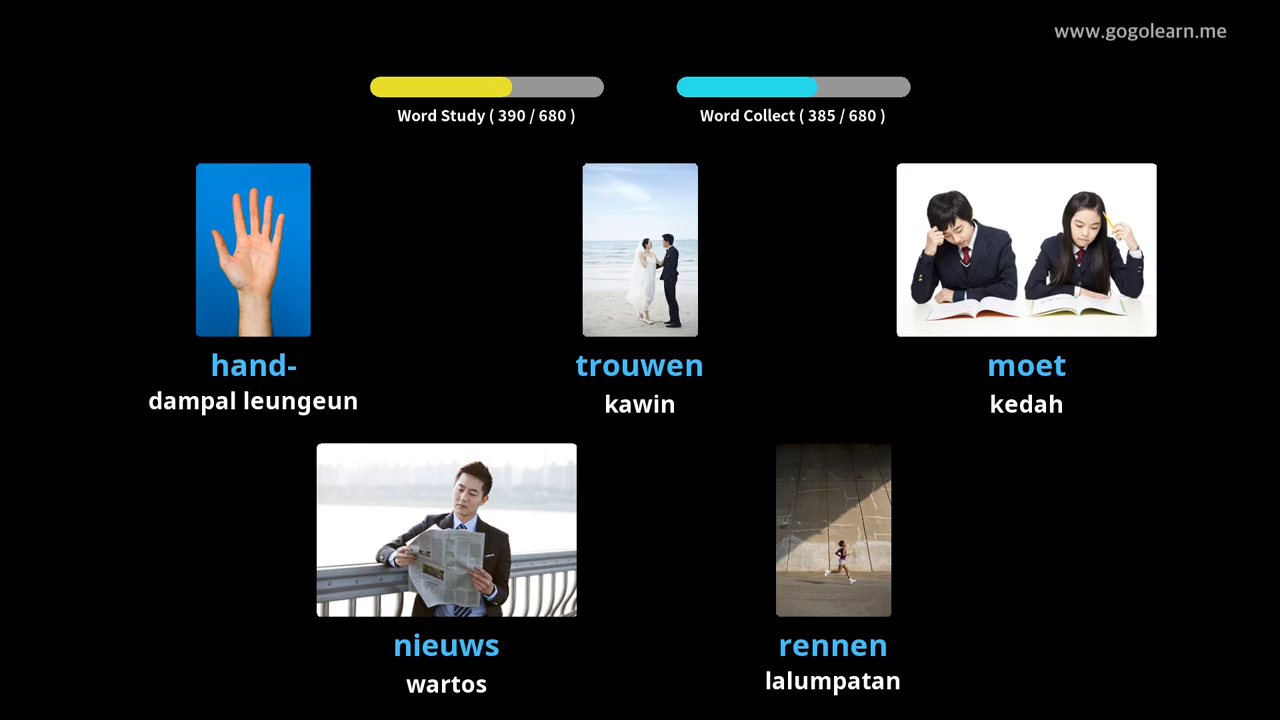 www.gogolearn.me
Word Study ( 390 / 680 )
Word Collect ( 385 / 680 )
hand-
dampal leungeun
trouwen
kawin
moet
kedah
nieuws
wartos
rennen
lalumpatan